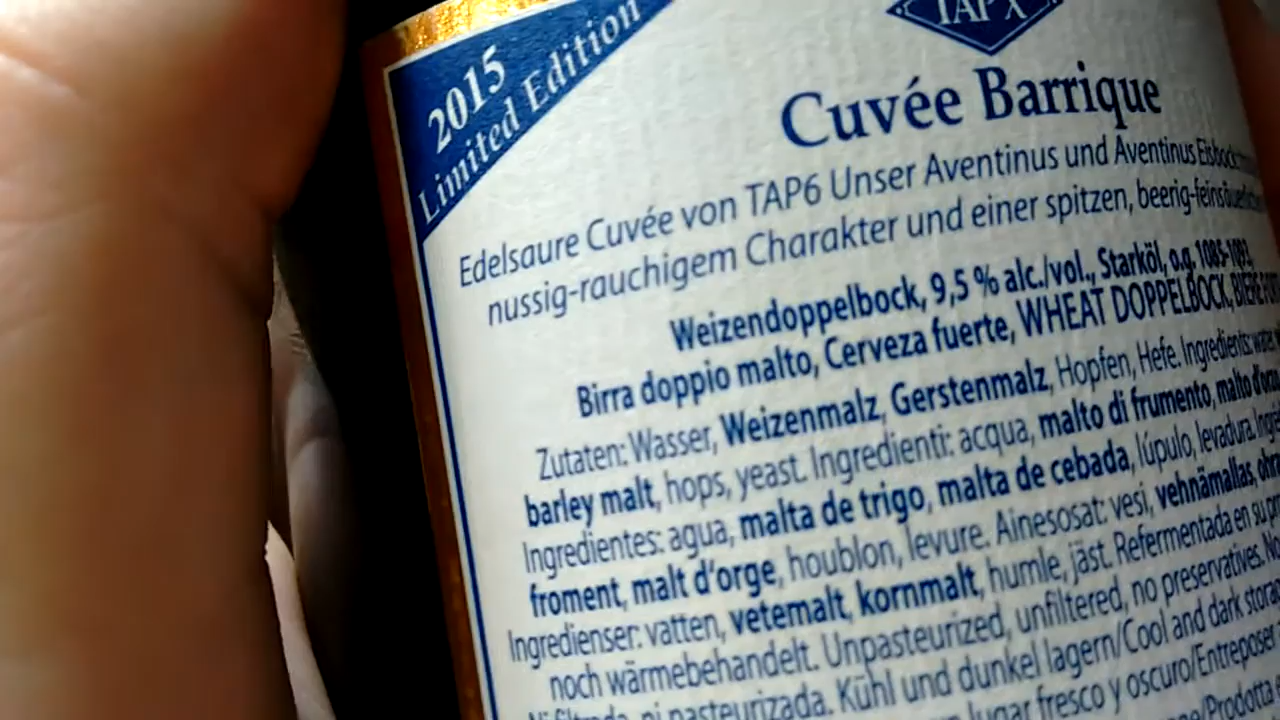 TAP X
2015
Limited Edition
Cuvée Barrique
Edelsaure Cuvée von TAP6 Unser Aventinus und Aventinus Eisbock
nussig-rauchigem Charakter und einer spitzen, beerig-feinsäuerlichen
Weizendoppelbock, 9,5 % alc./vol., Starköl, o.g. 1085-1093,
Birra doppio malto, Cerveza fuerte, WHEAT DOPPELBOCK,
Zutaten: Wasser, Weizenmalz, Gerstenmalz, Hopfen, Hefe. Ingredients: water,
barley malt, hops, yeast. Ingredienti: acqua, malto di frumento, malto d'orzo,
Ingredientes: agua, malta de trigo, malta de cebada, lúpulo, levadura.
froment, malt d'orge, houblon, levure. Ainesosat: vesi, vehnämallas,
Ingredienser: vatten, vetemalt, kornmalt, humle, jäst. Refermentada en su
noch wärmebehandelt. Unpasteurized, unfiltered, no preservatives.
ni pasteurizada. Kühl und dunkel lagern/Cool and dark
lugar fresco y oscuro/Entreposer